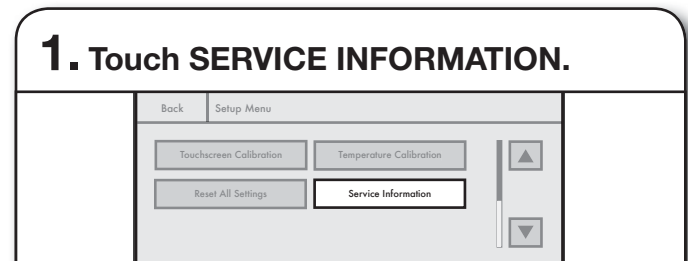 1. Touch SERVICE INFORMATION.
Back Setup Menu
Touchscreen Calibration Temperature Calibration
Reset All Settings Service Information